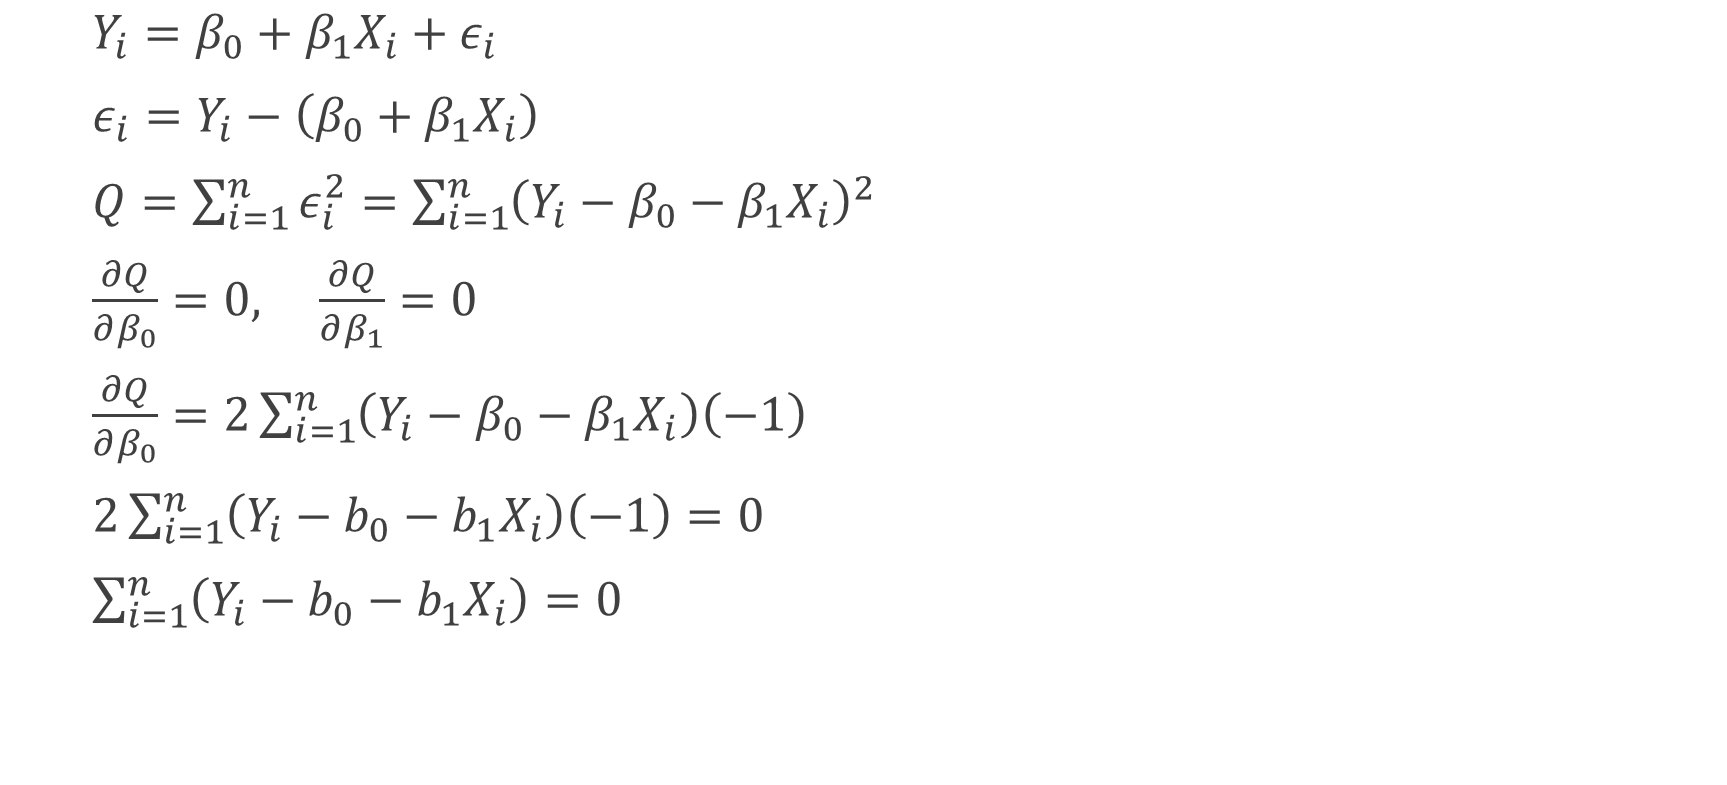 Yᵢ = β₀ + β₁Xᵢ + ϵᵢ
ϵᵢ = Yᵢ − (β₀ + β₁Xᵢ)
Q = ∑ⁿᵢ₌₁ ϵᵢ² = ∑ⁿᵢ₌₁(Yᵢ − β₀ − β₁Xᵢ)²
∂Q/∂β₀ = 0, ∂Q/∂β₁ = 0
∂Q/∂β₀ = 2 ∑ⁿᵢ₌₁(Yᵢ − β₀ − β₁Xᵢ)(−1)
2 ∑ⁿᵢ₌₁(Yᵢ − b₀ − b₁Xᵢ)(−1) = 0
∑ⁿᵢ₌₁(Yᵢ − b₀ − b₁Xᵢ) = 0